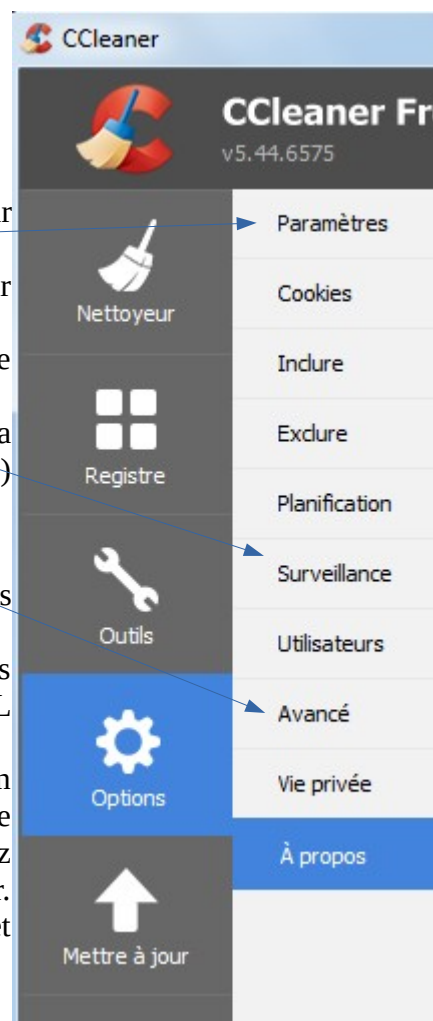 CCleaner
CCleaner Fr
v5.44.6575
Nettoyeur
Registre
Outils
Options
Mettre à jour
Paramètres
Cookies
Inclure
Exclure
Planification
Surveillance
Utilisateurs
Avancé
Vie privée
À propos
r
r
e
a
)
s
s
L
n
e
z
r.
et